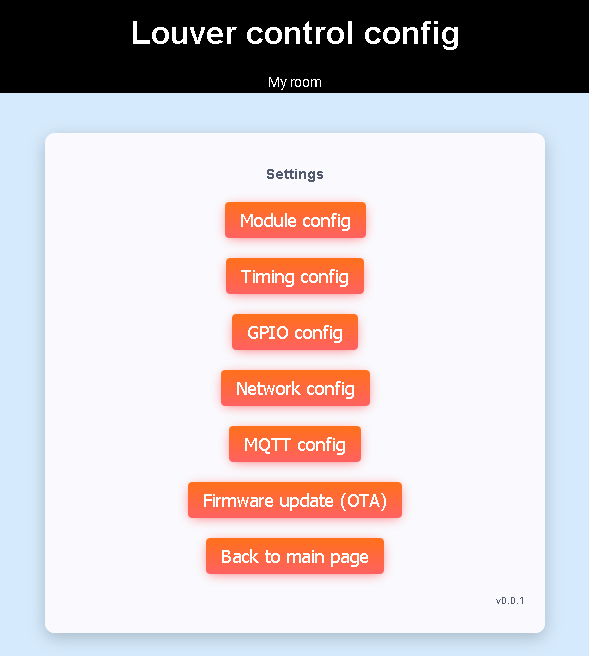 Louver control config
My room
Settings
Module config
Timing config
GPIO config
Network config
MQTT config
Firmware update (OTA)
Back to main page
v0.0.1